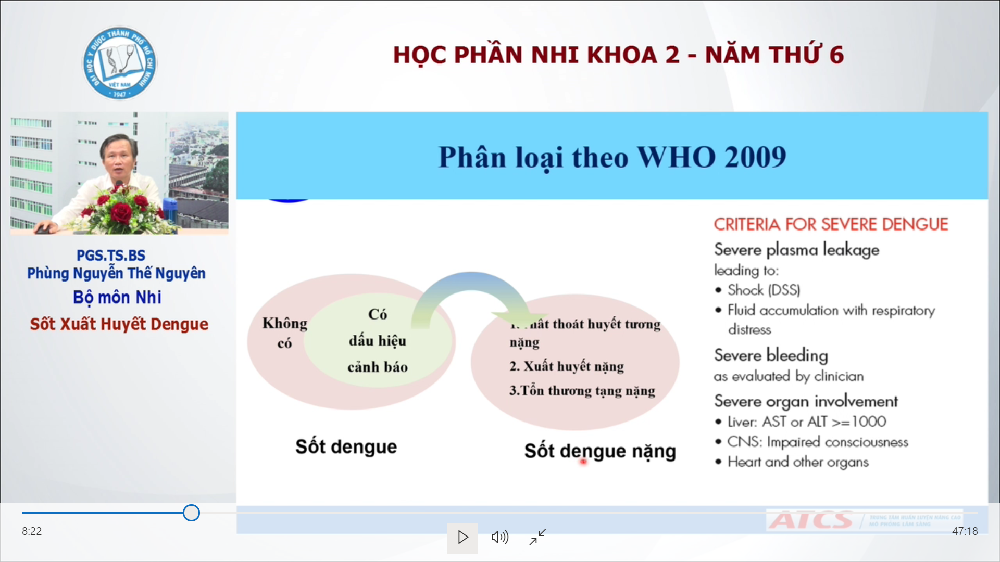 ĐẠI HỌC Y DƯỢC THÀNH PHỐ HỒ CHÍ MINH
VIỆT NAM
1947
HỌC PHẦN NHI KHOA 2 - NĂM THỨ 6
PGS.TS.BS
Phùng Nguyễn Thế Nguyên
Bộ môn Nhi
Sốt Xuất Huyết Dengue
Phân loại theo WHO 2009
Không
có
Có
dấu hiệu
cảnh báo
Sốt dengue
thoát huyết tương
nặng
2. Xuất huyết nặng
3.Tổn thương tạng nặng
Sốt dengue nặng
CRITERIA FOR SEVERE DENGUE
Severe plasma leakage
leading to:
• Shock (DSS)
• Fluid accumulation with respiratory
distress
Severe bleeding
as evaluated by clinician
Severe organ involvement
• Liver: AST or ALT >=1000
• CNS: Impaired consciousness
• Heart and other organs
ATCS
TRUNG TÂM HUẤN LUYỆN NÂNG CAO
MÔ PHỎNG LÂM SÀNG
8:22
47:18